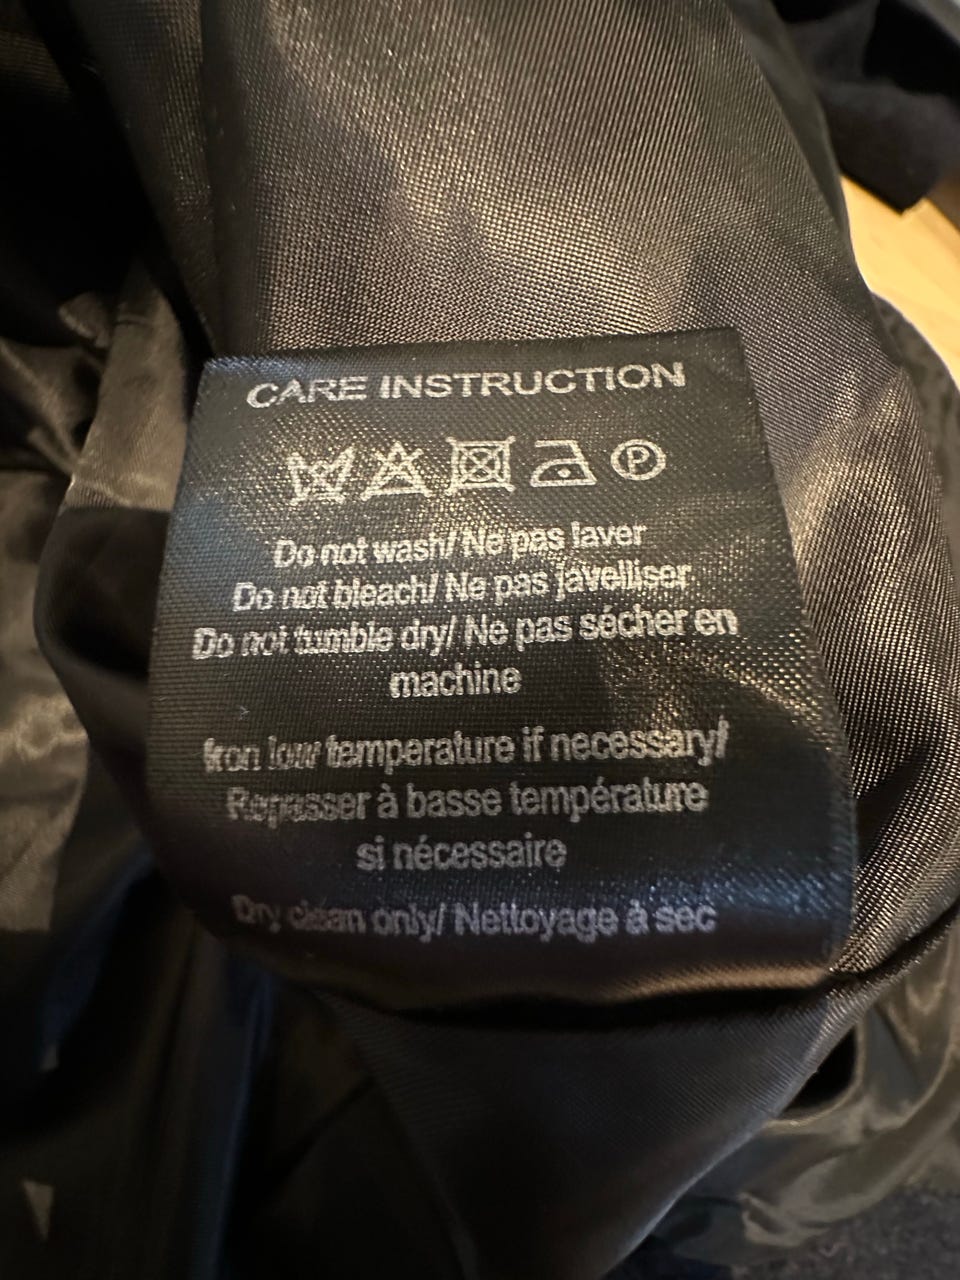 CARE INSTRUCTION
P
Do not wash/ Ne pas laver
Do not bleach/ Ne pas javelliser
Do not tumble dry/ Ne pas sécher en
machine
Iron low temperature if necessary/
Repasser à basse température
si nécessaire
Dry clean only/ Nettoyage à sec